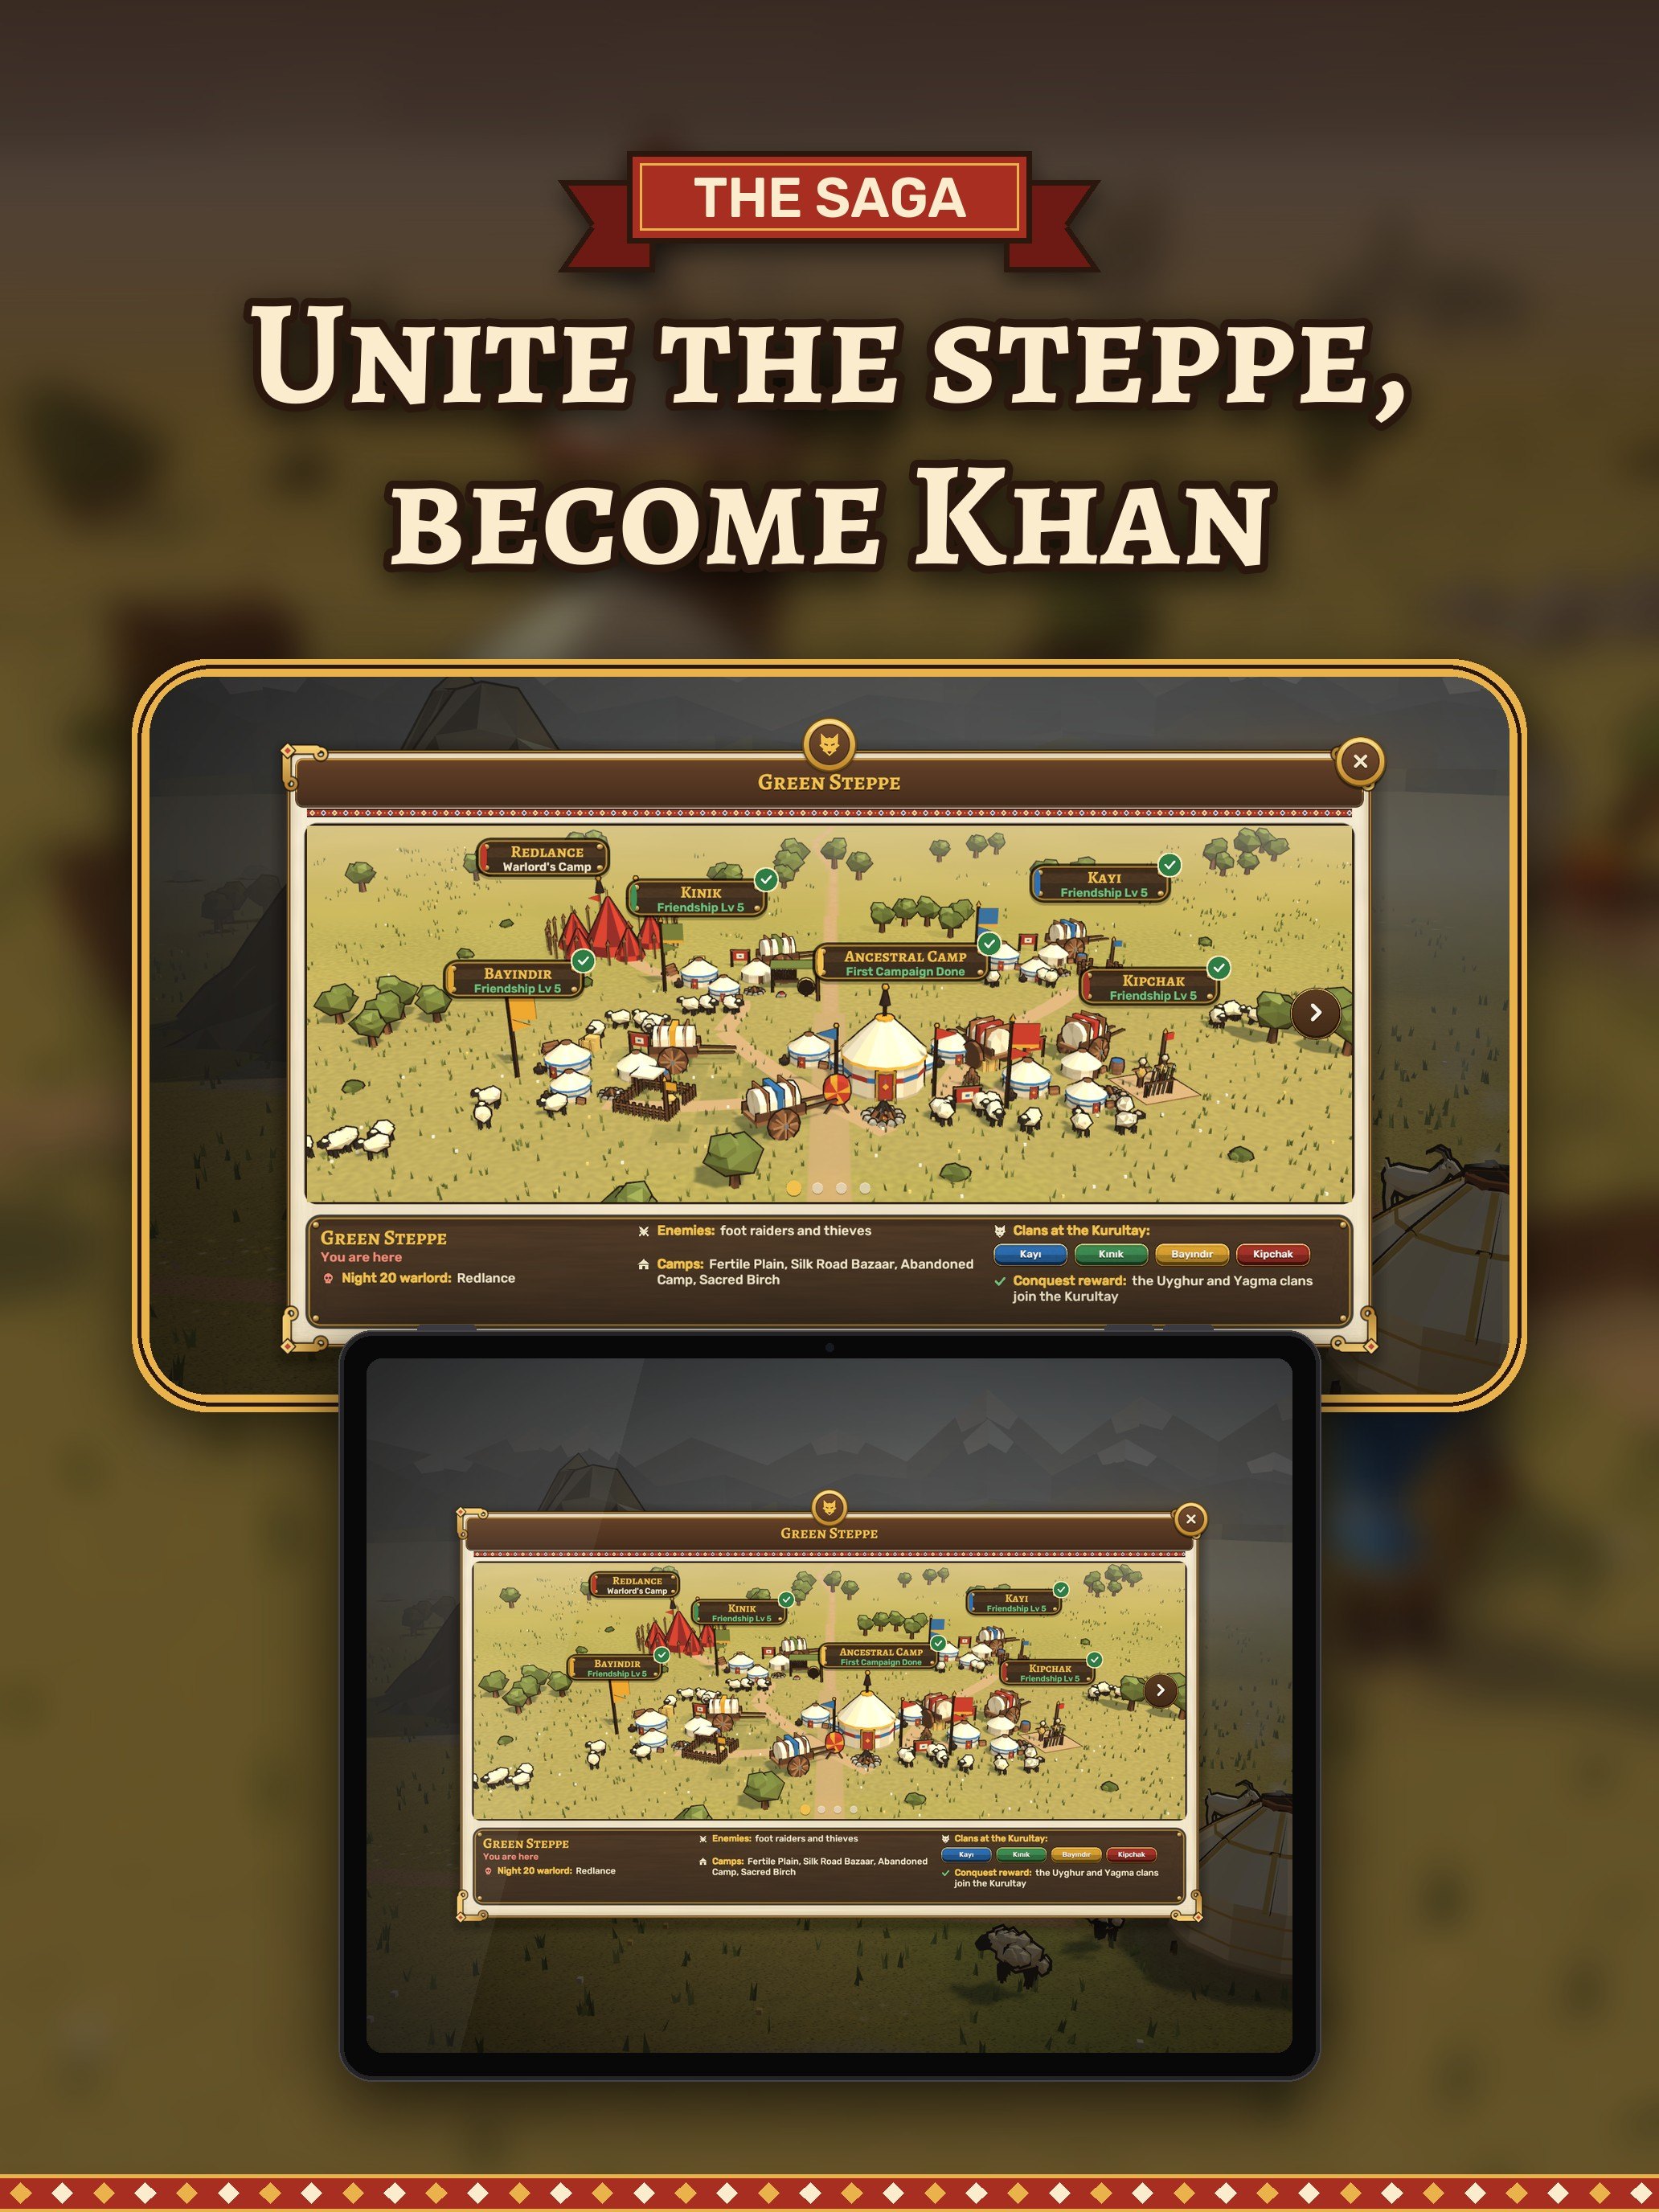 THE SAGA
UNITE THE STEPPE,
BECOME KHAN
GREEN STEPPE
REDLANCE
Warlord's Camp
KINIK
Friendship Lv 5
KAYI
Friendship Lv 5
ANCESTRAL CAMP
First Campaign Done
BAYINDIR
Friendship Lv 5
KIPCHAK
Friendship Lv 5
GREEN STEPPE
You are here
Night 20 warlord: Redlance
Enemies: foot raiders and thieves
Camps: Fertile Plain, Silk Road Bazaar, Abandoned
Camp, Sacred Birch
Clans at the Kurultay:
Kayı Kınık Bayındır Kipchak
Conquest reward: the Uyghur and Yagma clans
join the Kurultay
GREEN STEPPE
REDLANCE
Warlord's Camp
KINIK
Friendship Lv 5
KAYI
Friendship Lv 5
ANCESTRAL CAMP
First Campaign Done
BAYINDIR
Friendship Lv 5
KIPCHAK
Friendship Lv 5
GREEN STEPPE
You are here
Night 20 warlord: Redlance
Enemies: foot raiders and thieves
Camps: Fertile Plain, Silk Road Bazaar, Abandoned
Camp, Sacred Birch
Clans at the Kurultay:
Kayı Kınık Bayındır Kipchak
Conquest reward: the Uyghur and Yagma clans
join the Kurultay